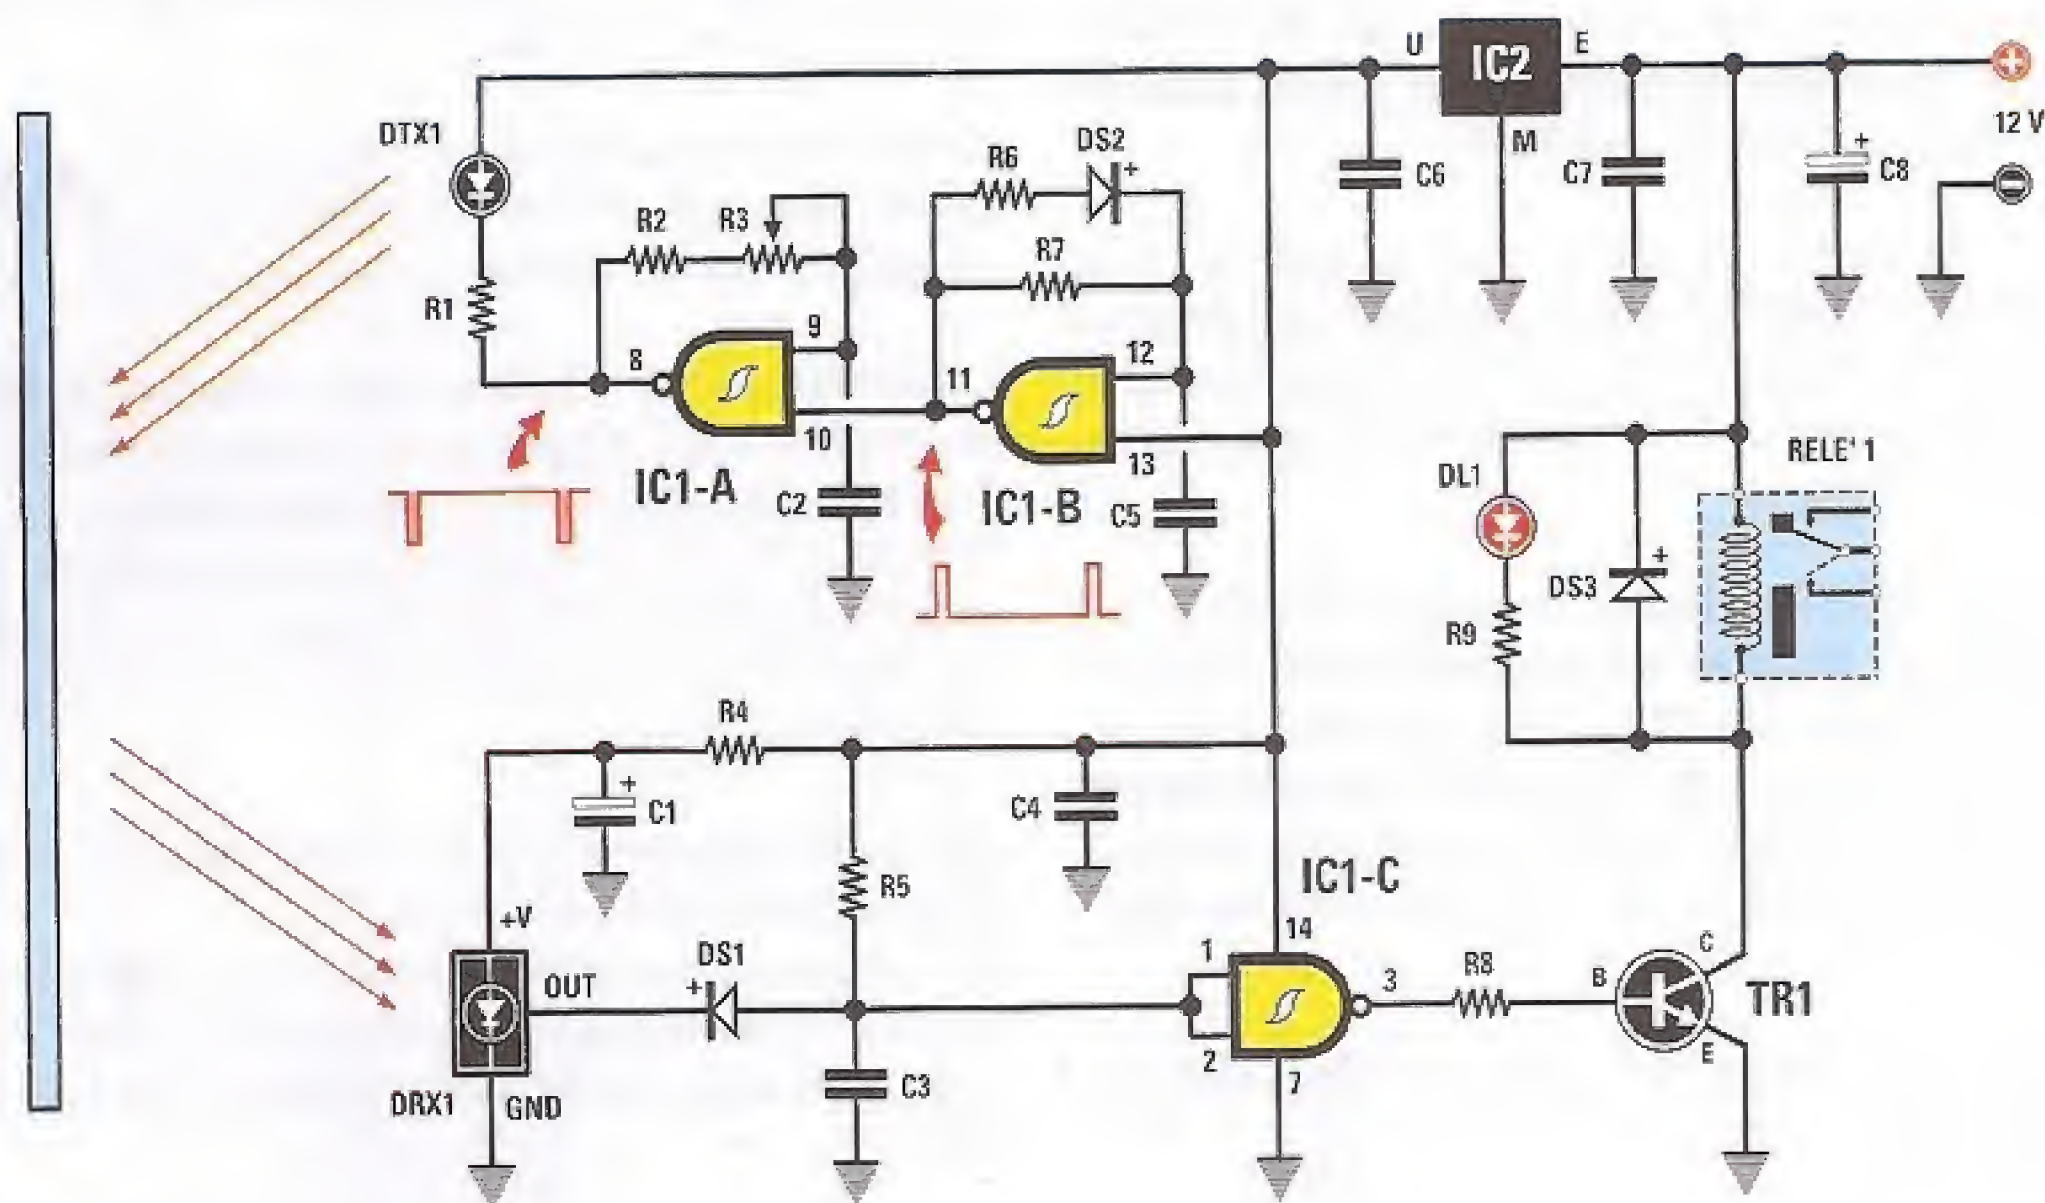 U
IC2
E
12 V
M
DTX1
R6
DS2
+
C6
C7
+
C8
R2
R3
R7
R1
8
9
11
12
10
13
IC1-A
C2
IC1-B
C5
DL1
RELE' 1
DS3
+
R9
R4
+
C1
C4
R5
IC1-C
+V
14
DS1
1
OUT
+
3
R8
B
C
TR1
2
E
7
DRX1
GND
C3